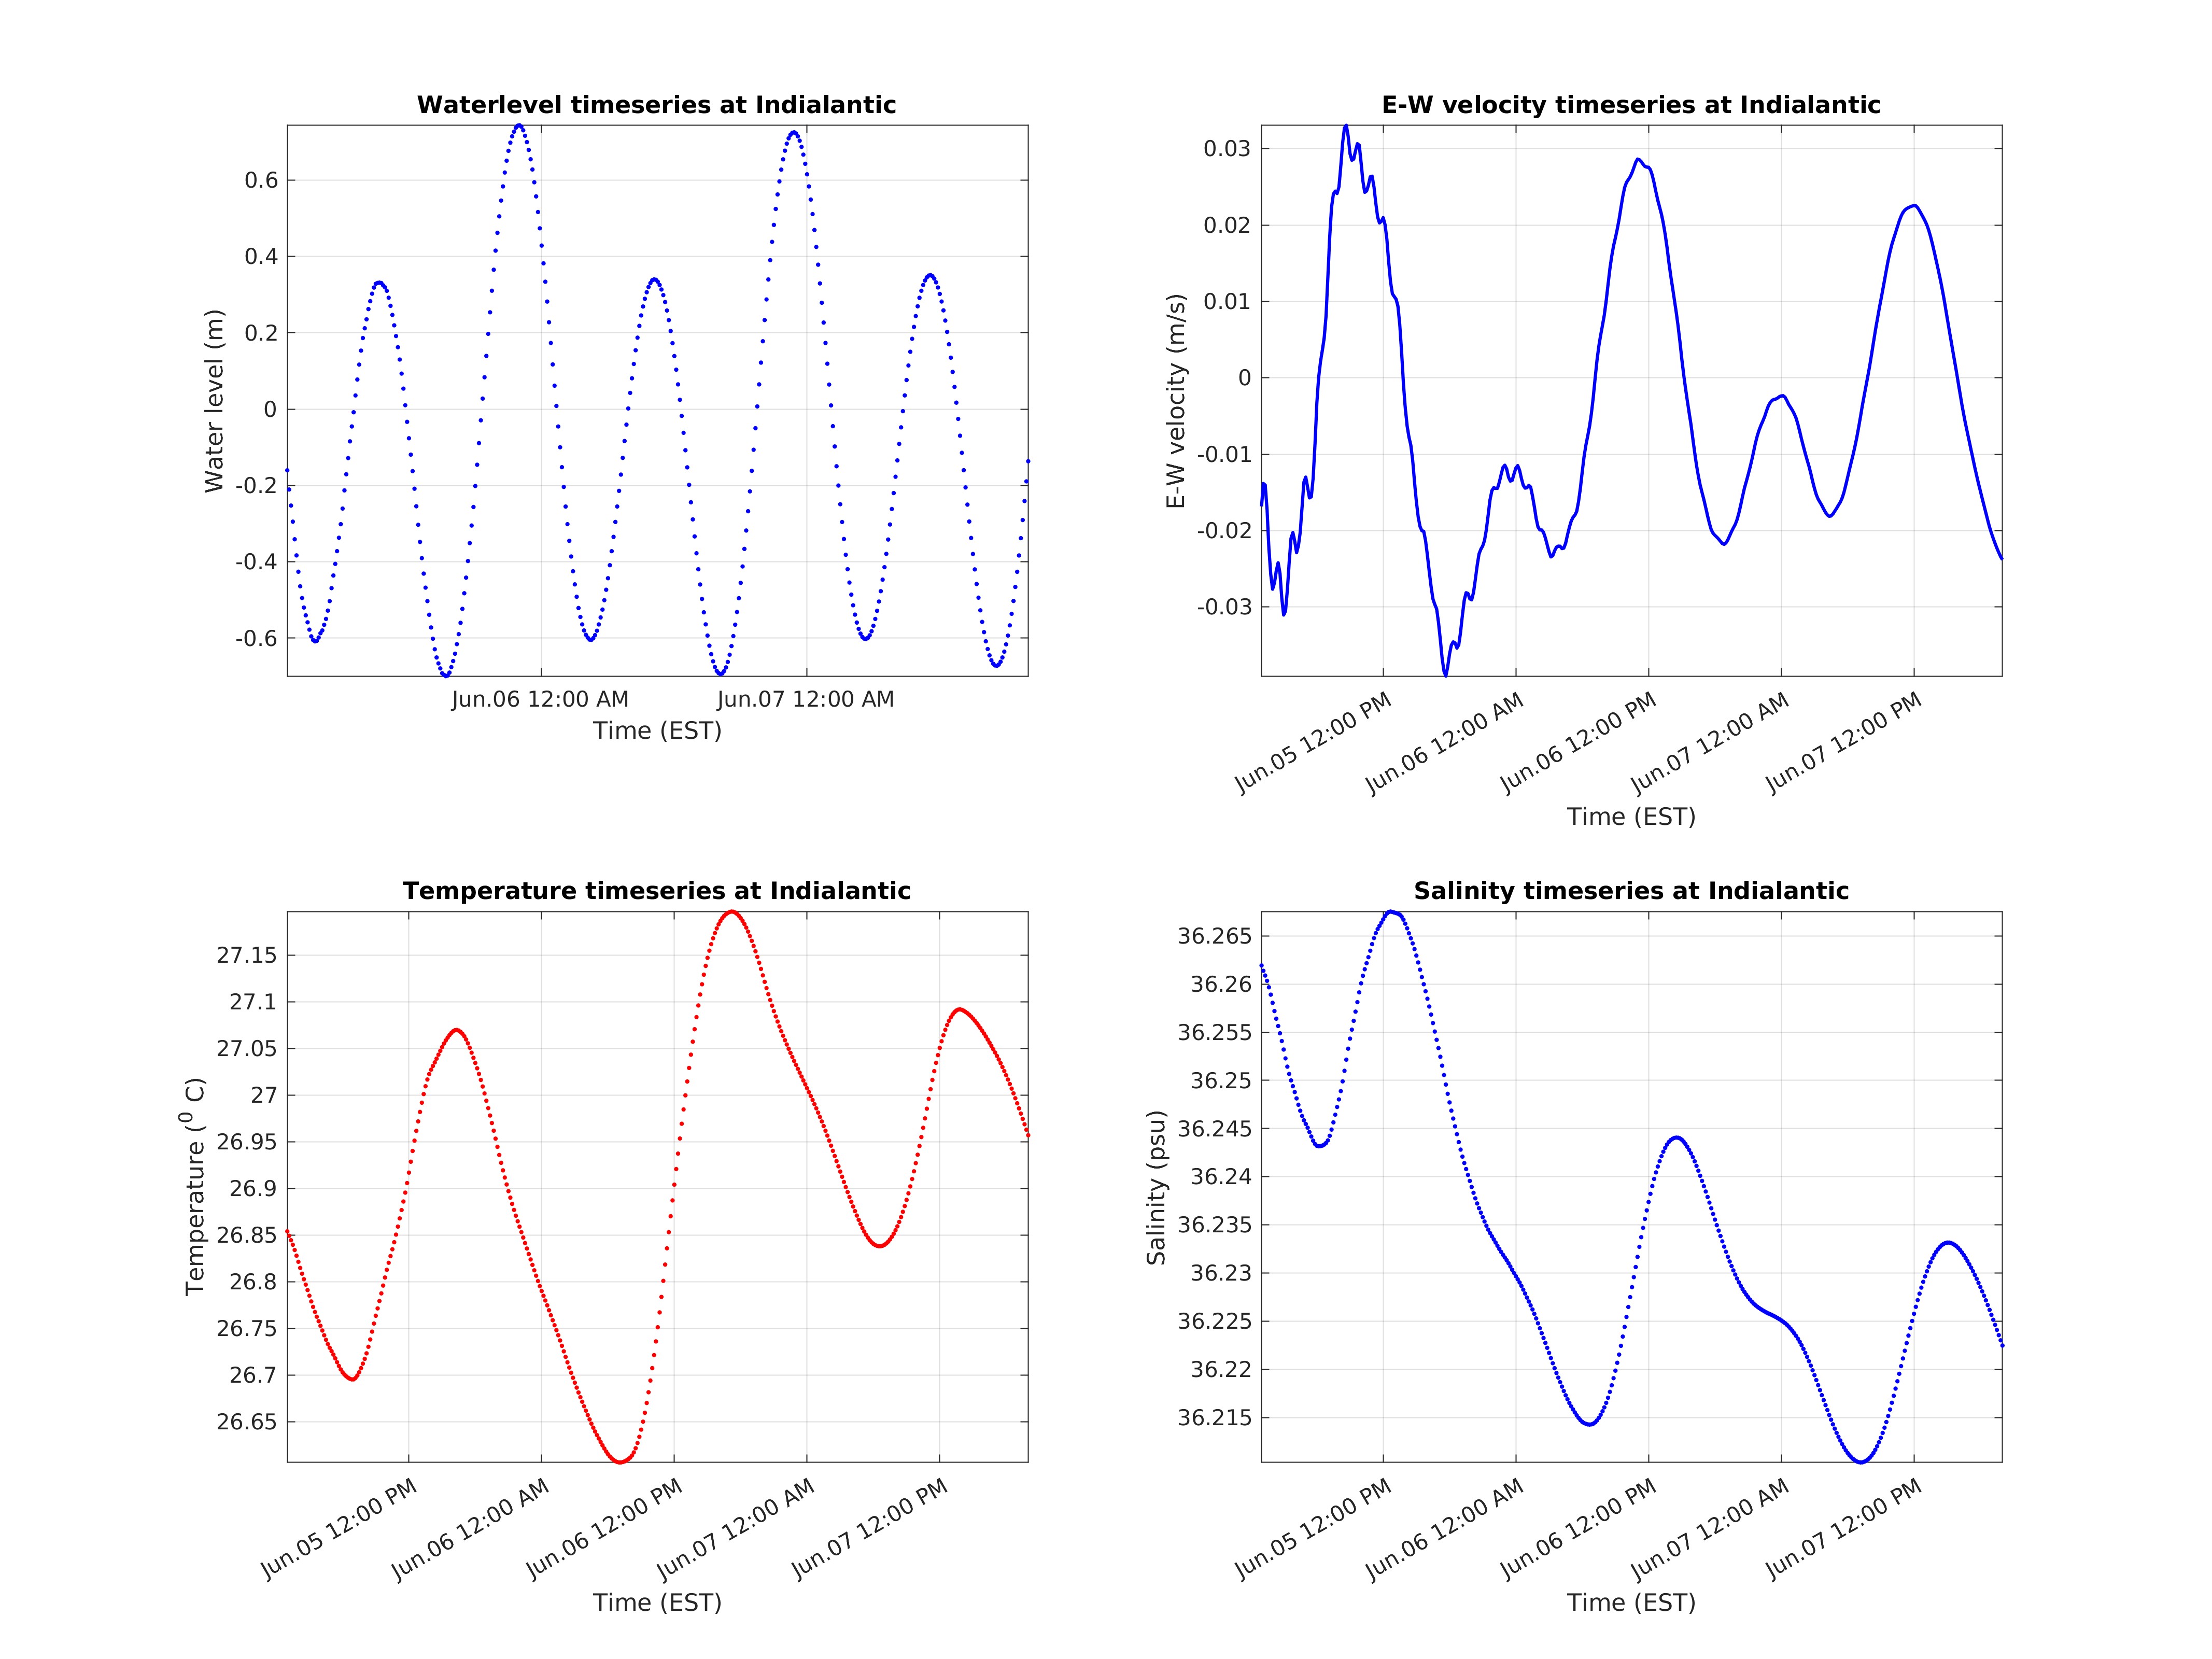 Waterlevel timeseries at Indialantic
0.6
0.4
0.2
0
-0.2
-0.4
-0.6
Water level (m)
Jun.06 12:00 AM
Jun.07 12:00 AM
Time (EST)
E-W velocity timeseries at Indialantic
0.03
0.02
0.01
0
-0.01
-0.02
-0.03
E-W velocity (m/s)
Jun.05 12:00 PM
Jun.06 12:00 AM
Jun.06 12:00 PM
Jun.07 12:00 AM
Jun.07 12:00 PM
Time (EST)
Temperature timeseries at Indialantic
27.15
27.1
27.05
27
26.95
26.9
26.85
26.8
26.75
26.7
26.65
Temperature (⁰ C)
Jun.05 12:00 PM
Jun.06 12:00 AM
Jun.06 12:00 PM
Jun.07 12:00 AM
Jun.07 12:00 PM
Time (EST)
Salinity timeseries at Indialantic
36.265
36.26
36.255
36.25
36.245
36.24
36.235
36.23
36.225
36.22
36.215
Salinity (psu)
Jun.05 12:00 PM
Jun.06 12:00 AM
Jun.06 12:00 PM
Jun.07 12:00 AM
Jun.07 12:00 PM
Time (EST)